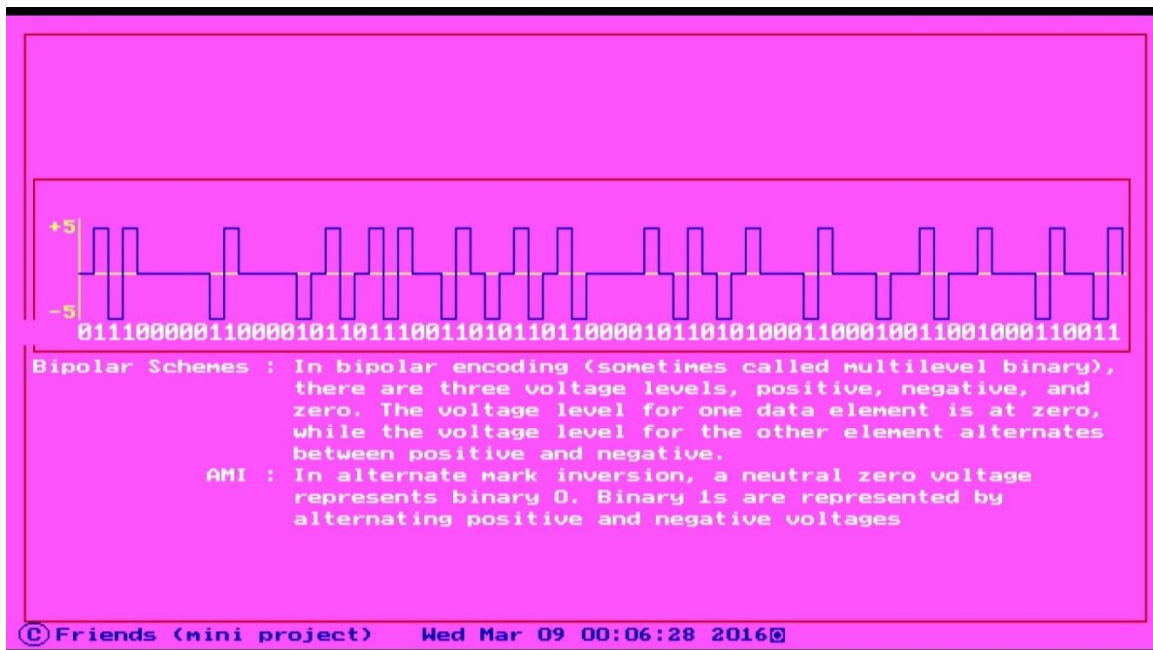 +5
-5
011100000110000101101110011010110110000101101010001100010011001000110011
Bipolar Schemes : In bipolar encoding (sometimes called multilevel binary),
there are three voltage levels, positive, negative, and
zero. The voltage level for one data element is at zero,
while the voltage level for the other element alternates
between positive and negative.
AMI : In alternate mark inversion, a neutral zero voltage
represents binary 0. Binary 1s are represented by
alternating positive and negative voltages
©Friends (mini project) Wed Mar 09 00:06:28 2016◙